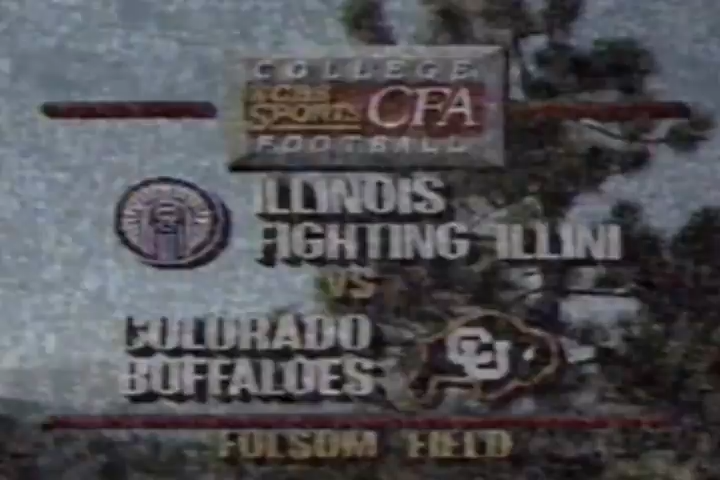 COLLEGE
CBS
SPORTS CFA
FOOTBALL
ILLINOIS
FIGHTING ILLINI
VS
COLORADO
BUFFALOES
CU
FOLSOM FIELD